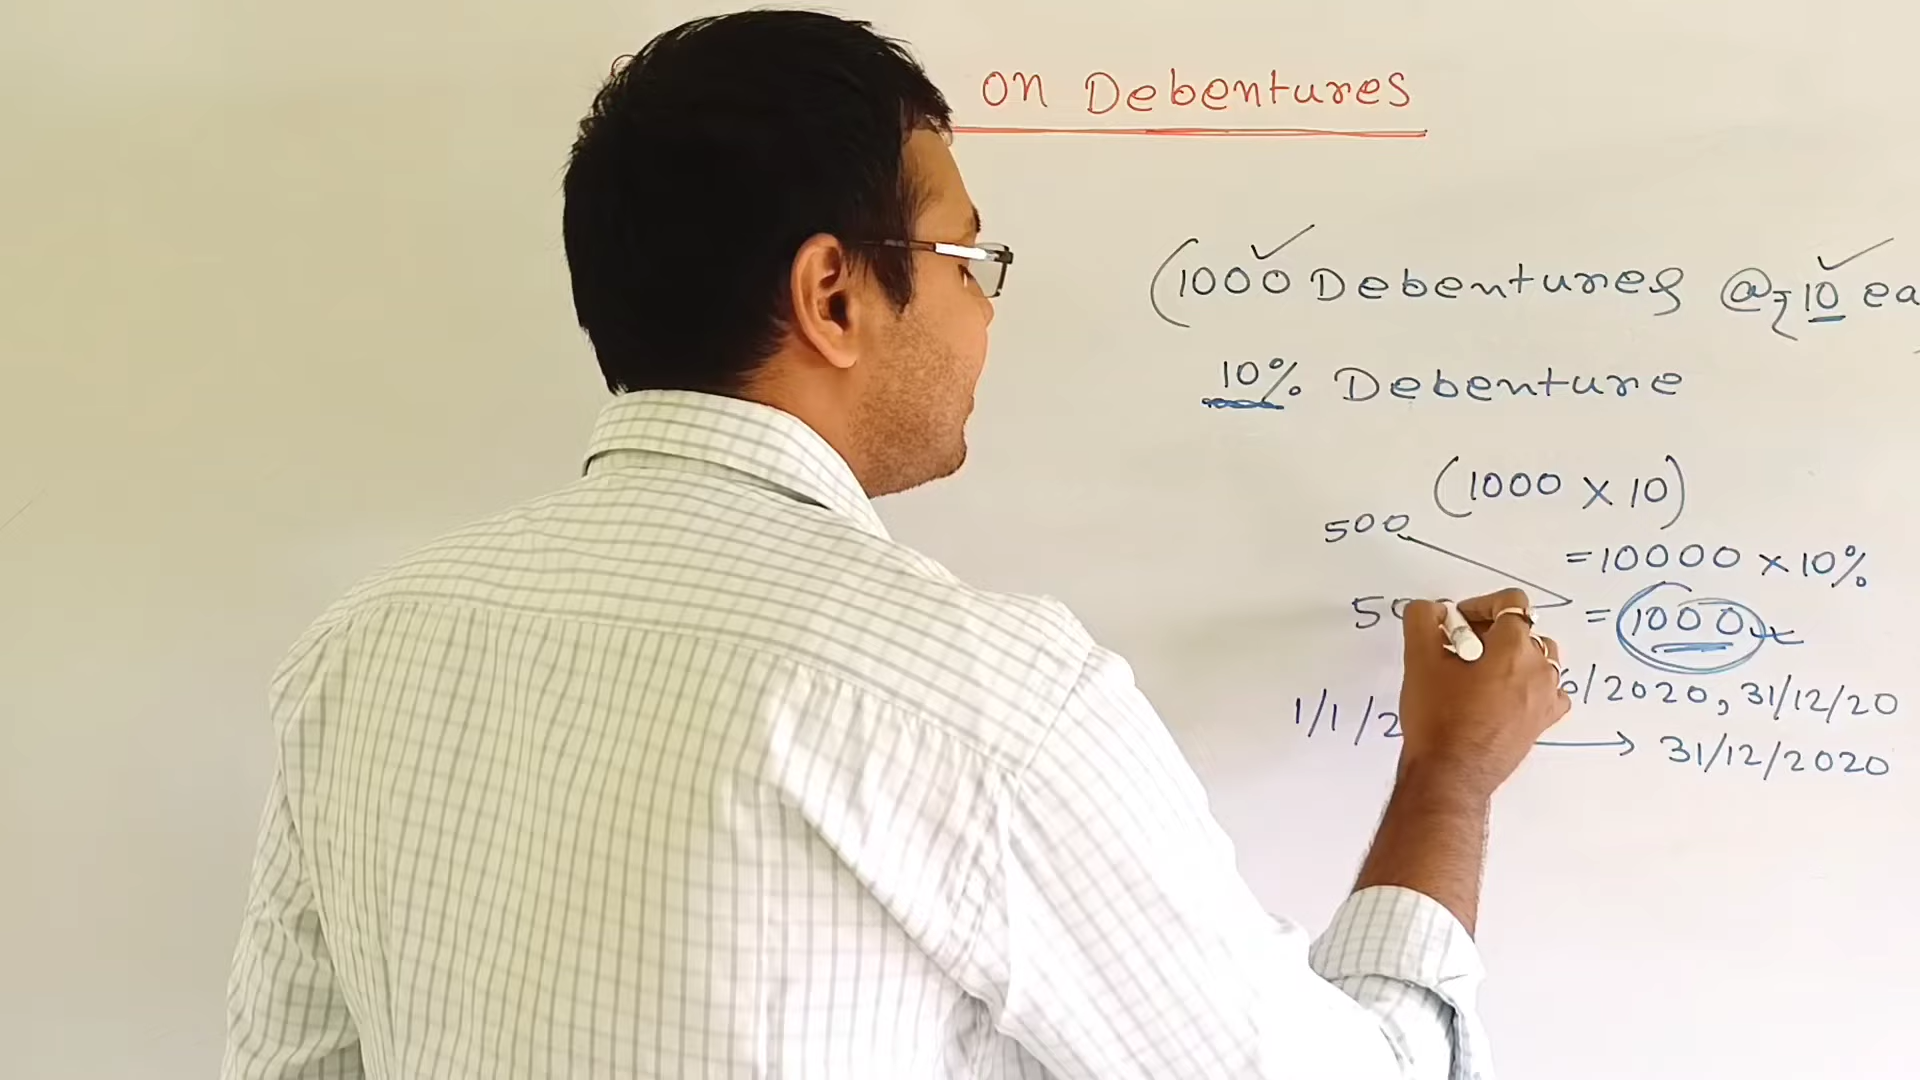 on Debentures
(1000 Debentures @ ₹10 ea
10% Debenture
(1000 × 10)
500
= 10000 × 10%
= 1000
/2020, 31/12/20
1/1/2 → 31/12/2020